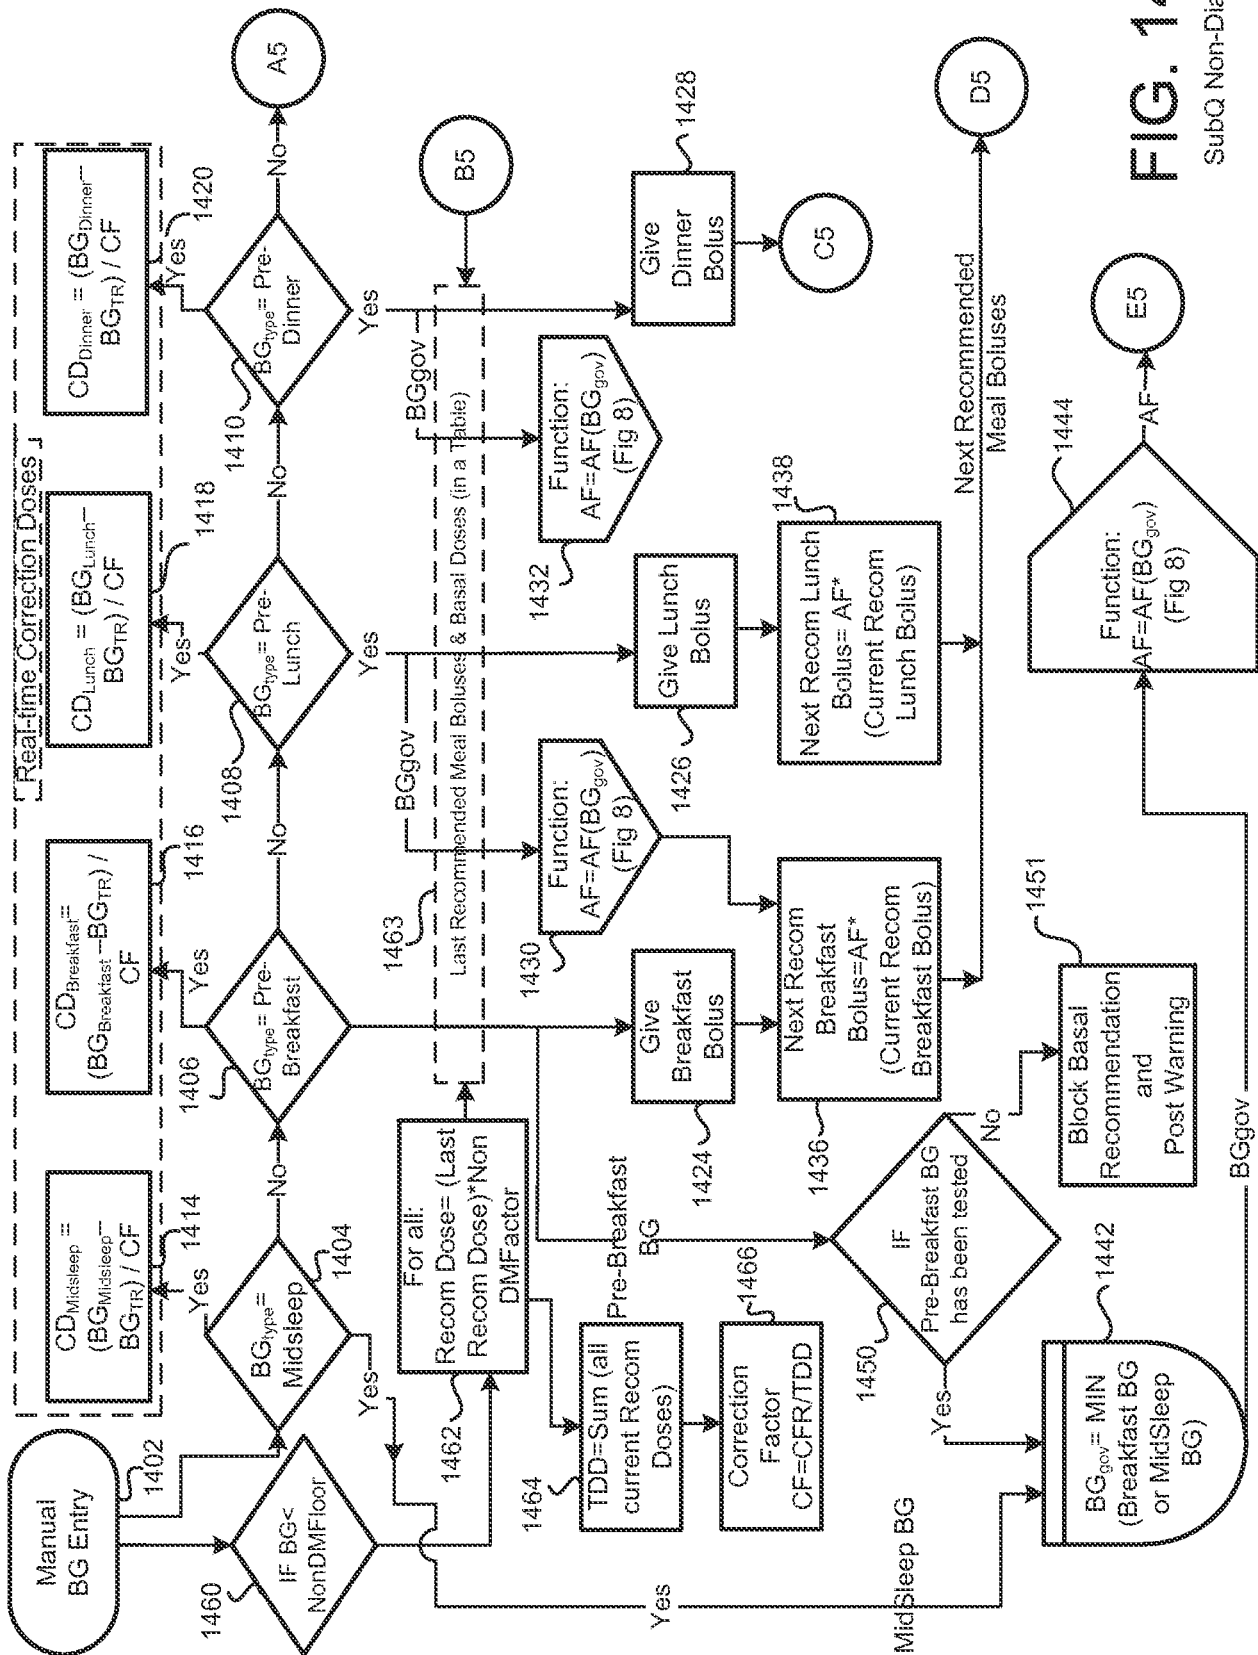 Manual
BG Entry
1402
Real-time Correction Doses
CDMidsleep =
(BGMidsleep–
BGTR) / CF
1414
CDBreakfast=
(BGBreakfast–BGTR) /
CF
1416
CDLunch = (BGLunch–
BGTR) / CF
1418
CDDinner = (BGDinner–
BGTR) / CF
1420
Yes
Yes
Yes
Yes
BGtype=
Midsleep
1404
No
BGtype= Pre-
Breakfast
1406
No
BGtype= Pre-
Lunch
1408
No
BGtype= Pre-
Dinner
1410
No
A5
IF BG<
NonDMFloor
1460
Yes
Yes
Yes
BGgov
BGgov
For all:
Recom Dose= (Last
Recom Dose)*Non
DMFactor
1462
1463
Last Recommended Meal Boluses & Basal Doses (in a Table)
B5
Function:
AF=AF(BGgov)
(Fig 8)
1430
Function:
AF=AF(BGgov)
(Fig 8)
1432
TDD=Sum (all
current Recom
Doses)
1464
Pre-Breakfast
BG
Give
Breakfast
Bolus
1424
Give Lunch
Bolus
1426
Give
Dinner
Bolus
1428
Correction
Factor
CF=CFR/TDD
1466
Next Recom
Breakfast
Bolus=AF*
(Current Recom
Breakfast Bolus)
1436
Next Recom Lunch
Bolus= AF*
(Current Recom
Lunch Bolus)
1438
C5
Yes
MidSleep BG
IF
Pre-Breakfast BG
has been tested
1450
Yes
No
Next Recommended
Meal Boluses
D5
BGgov= MIN
(Breakfast BG
or MidSleep
BG)
1442
Block Basal
Recommendation
and
Post Warning
1451
BGgov
Function:
AF=AF(BGgov)
(Fig 8)
1444
AF
E5
FIG. 14
SubQ Non-Dia